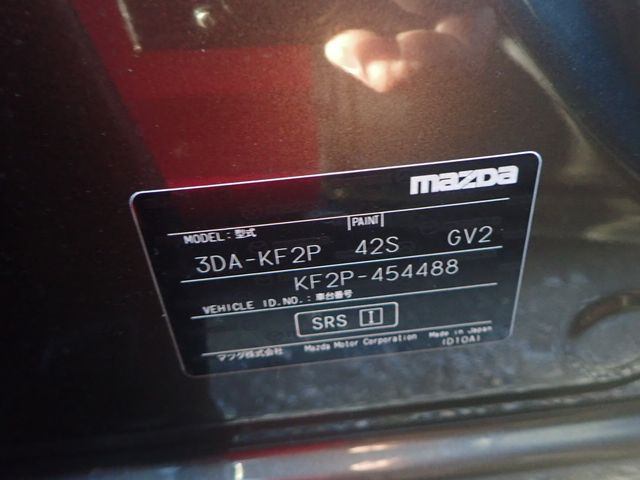 mazda
MODEL:型式 PAINT
3DA-KF2P 42S GV2
KF2P-454488
VEHICLE ID.NO.:車台番号
SRS I
マツダ株式会社 Mazda Motor Corporation Made in Japan
(D10A)